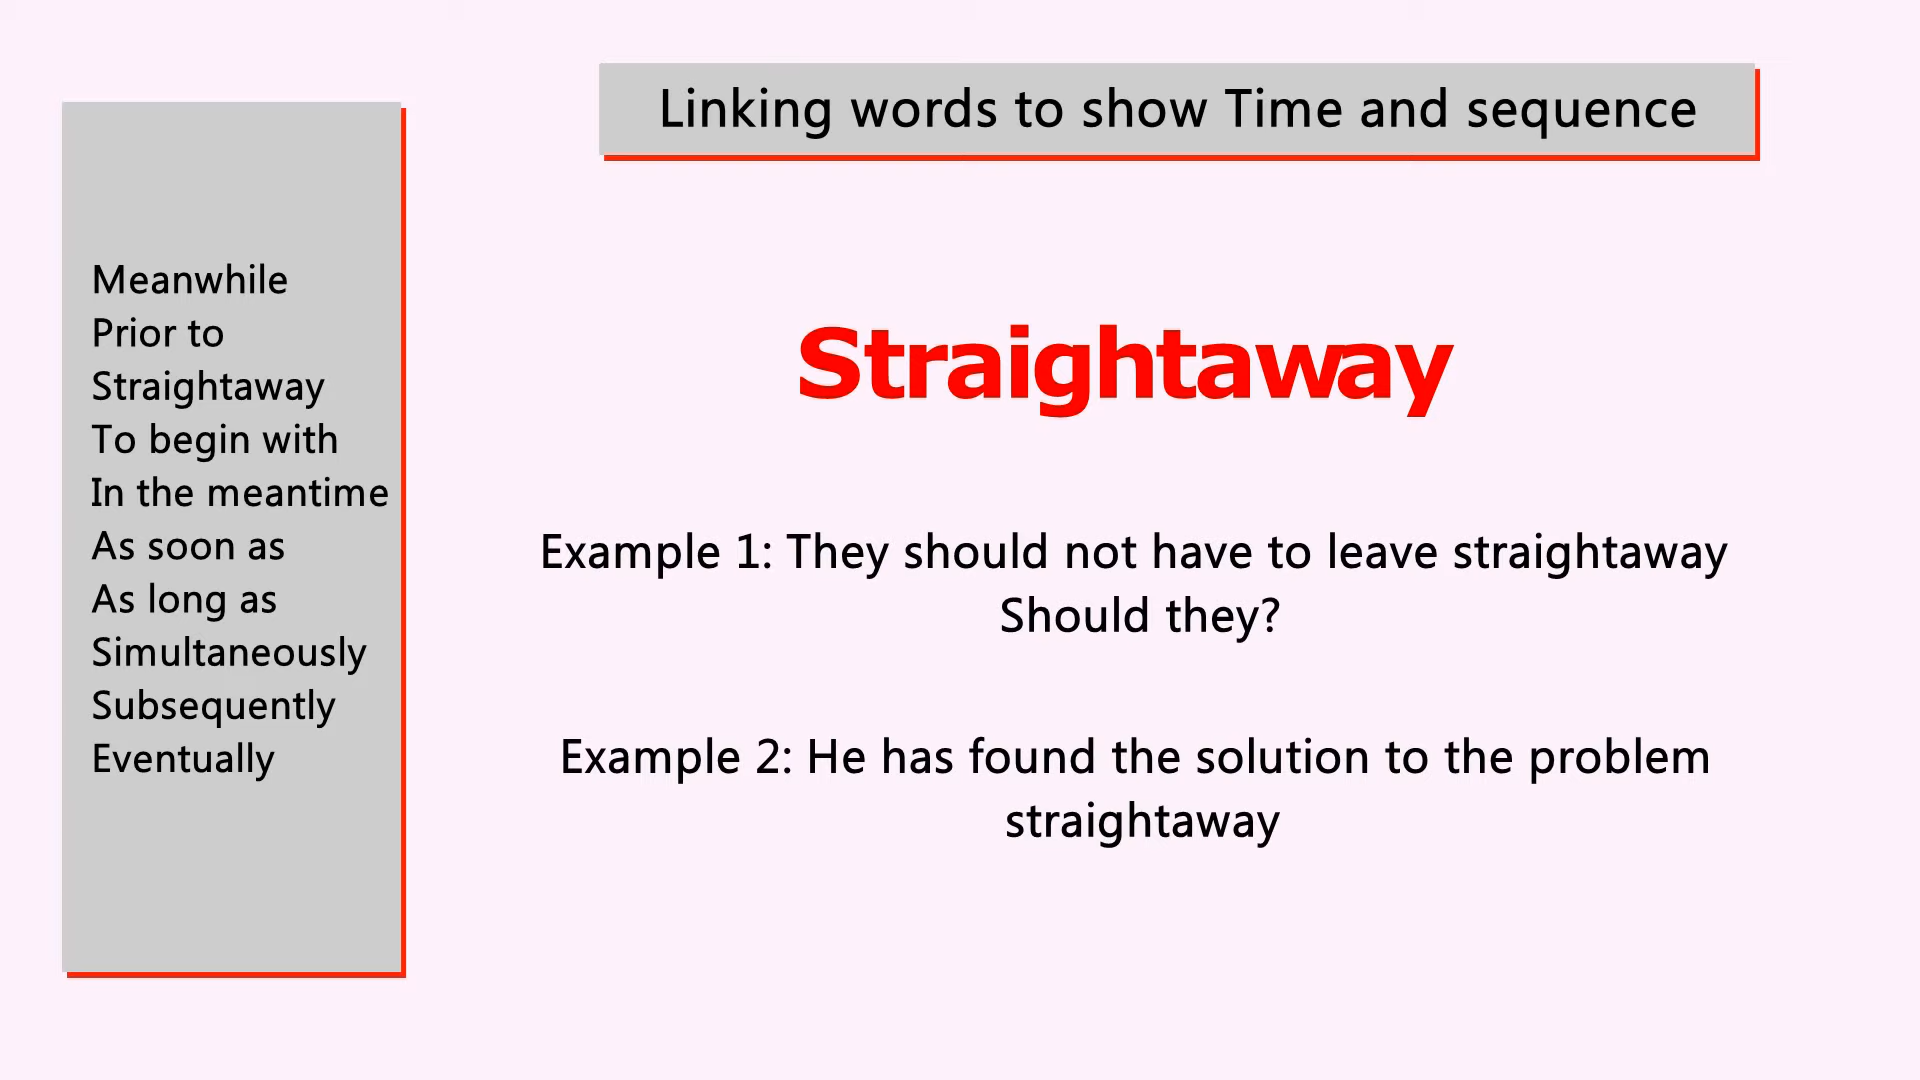 Linking words to show Time and sequence
Meanwhile
Prior to
Straightaway
To begin with
In the meantime
As soon as
As long as
Simultaneously
Subsequently
Eventually
Straightaway
Example 1: They should not have to leave straightaway
Should they?
Example 2: He has found the solution to the problem
straightaway